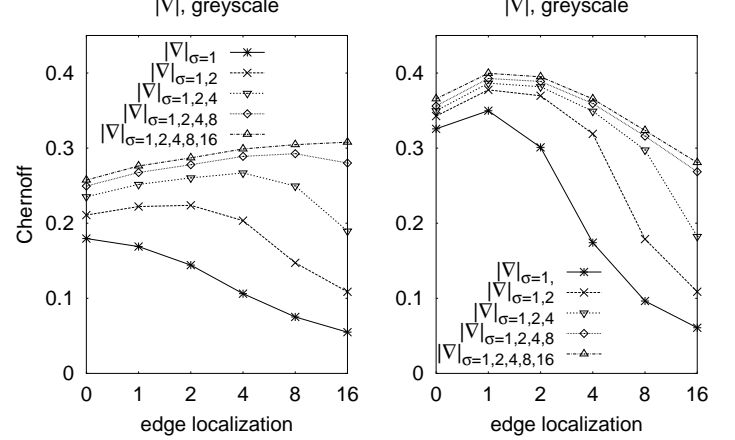 |∇|, greyscale
Chernoff
0.4
0.3
0.2
0.1
0
|∇|σ=1
|∇|σ=1,2
|∇|σ=1,2,4
|∇|σ=1,2,4,8
|∇|σ=1,2,4,8,16
0 1 2 4 8 16
edge localization
|∇|, greyscale
0.4
0.3
0.2
0.1
0
|∇|σ=1,
|∇|σ=1,2
|∇|σ=1,2,4
|∇|σ=1,2,4,8
|∇|σ=1,2,4,8,16
0 1 2 4 8 16
edge localization